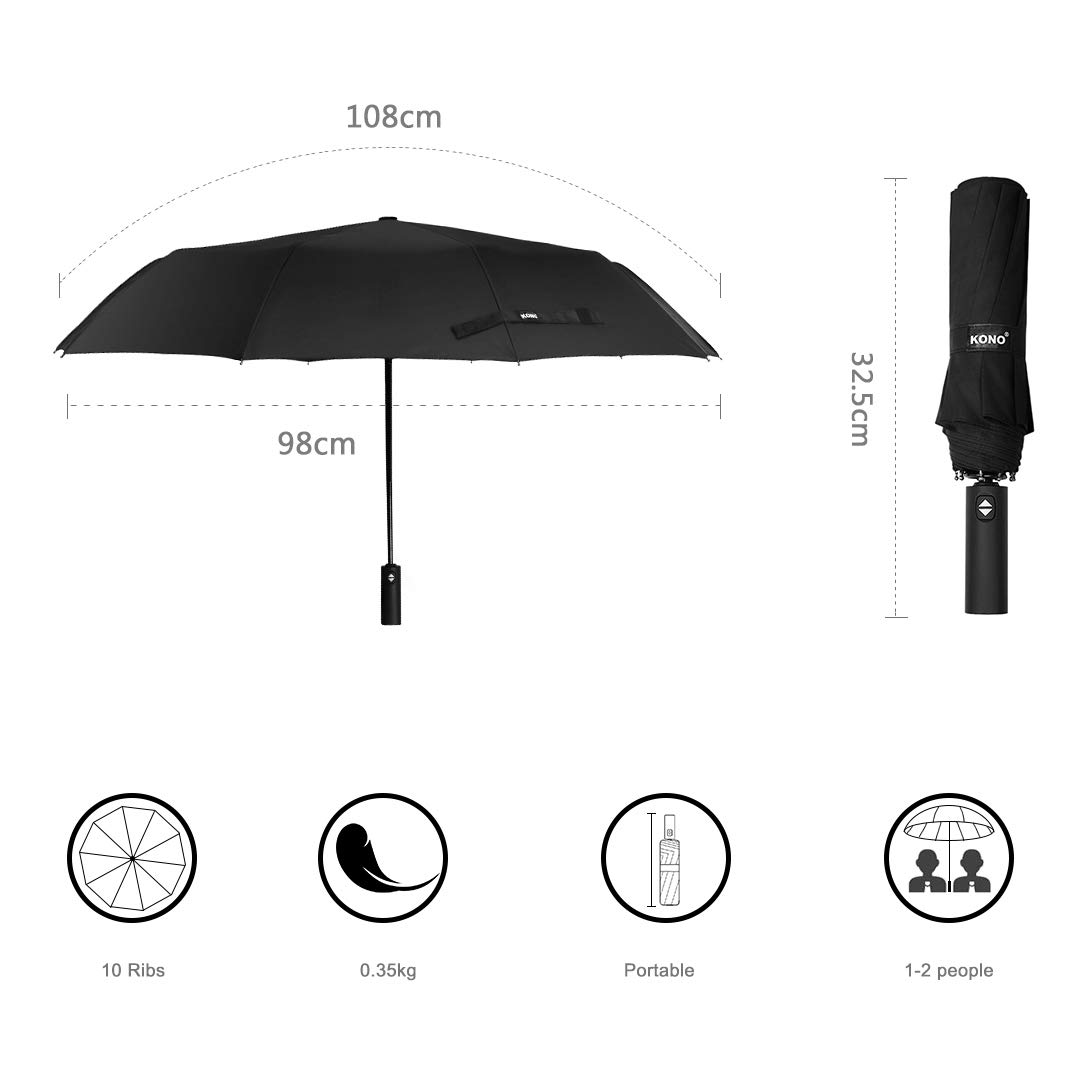 108cm
KONO
98cm
32.5cm
KONO®
10 Ribs
0.35kg
Portable
1-2 people